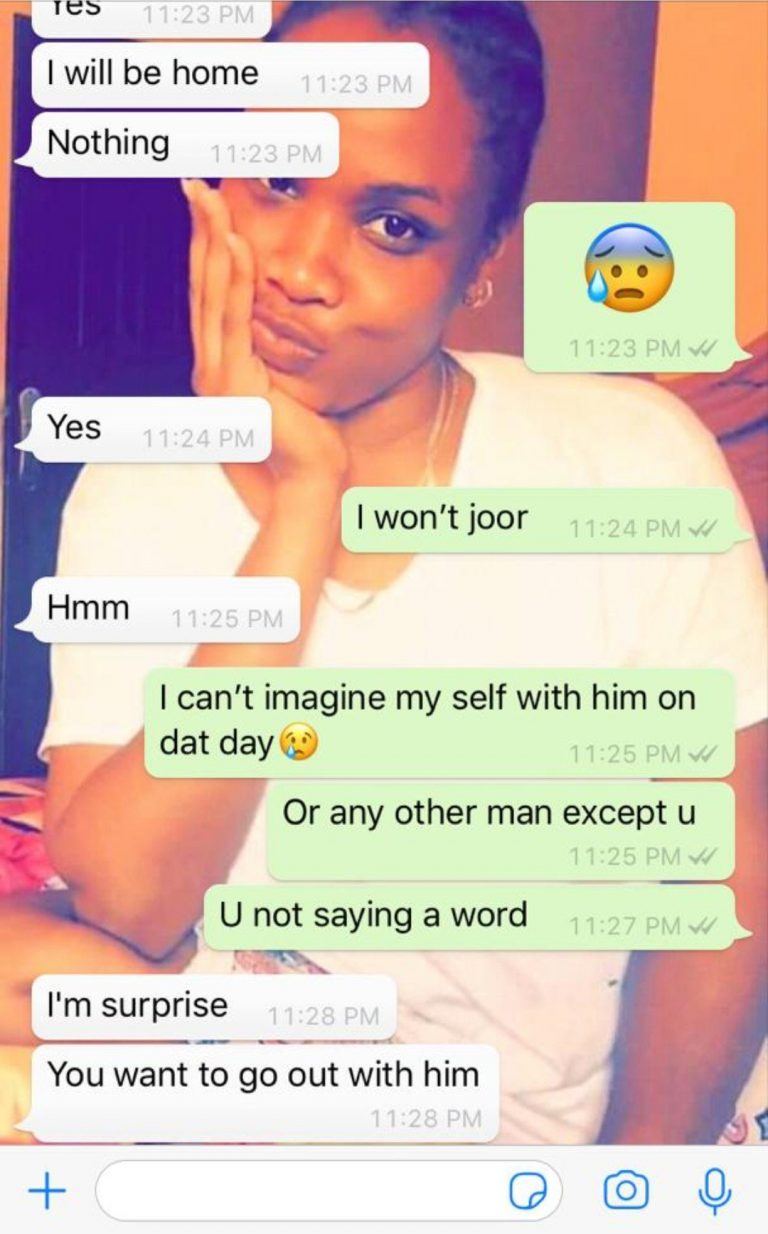 Yes 11:23 PM
I will be home 11:23 PM
Nothing 11:23 PM
😰
11:23 PM
Yes 11:24 PM
I won’t joor 11:24 PM
Hmm 11:25 PM
I can’t imagine my self with him on
dat day😢 11:25 PM
Or any other man except u
11:25 PM
U not saying a word 11:27 PM
I'm surprise 11:28 PM
You want to go out with him
11:28 PM